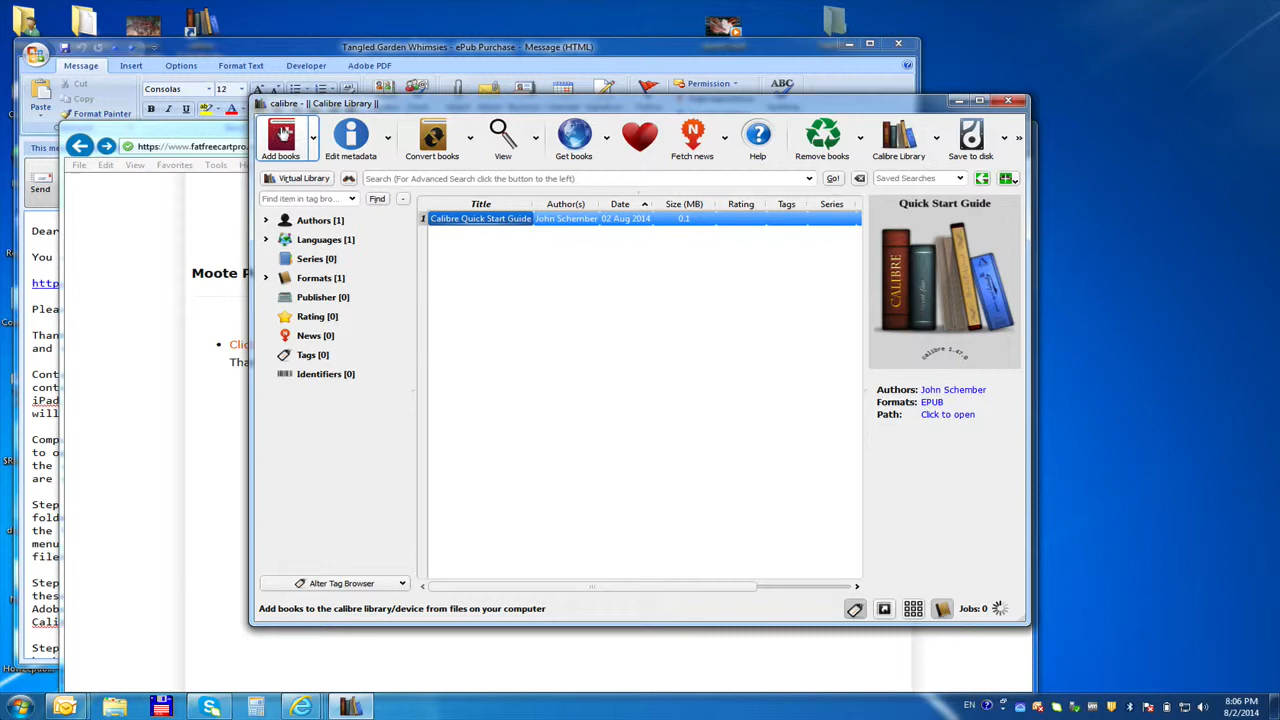 Tangled Garden Whimsies - ePub Purchase - Message (HTML)
Message Insert Options Format Text Developer Adobe PDF
Cut
Copy
Paste
Format Painter
Consolas 12
B I U
Permission
ABC
This me
Send
calibre - || Calibre Library ||
https://www.fatfreecartpro.
File Edit View Favorites Tools
Add books Edit metadata Convert books View Get books Fetch news Help Remove books Calibre Library Save to disk
Virtual Library Search (For Advanced Search click the button to the left) Go! Saved Searches
Find item in tag bro... Find -
Title Author(s) Date Size (MB) Rating Tags Series
1 Calibre Quick Start Guide John Schember 02 Aug 2014 0.1
Authors [1]
Languages [1]
Series [0]
Formats [1]
Publisher [0]
Rating [0]
News [0]
Tags [0]
Identifiers [0]
Quick Start Guide
CALIBRE
calibre 1.47.0
Authors: John Schember
Formats: EPUB
Path: Click to open
Dear
You
http
Plea
Than
and
Cont
cont
iPad
will
Comp
to o
the
are
Step
fold
the
menu
file
Step
thes
Adob
Cali
Step
Moote P
Clic
Tha
Alter Tag Browser
Add books to the calibre library/device from files on your computer
Jobs: 0
EN
8:06 PM
8/2/2014